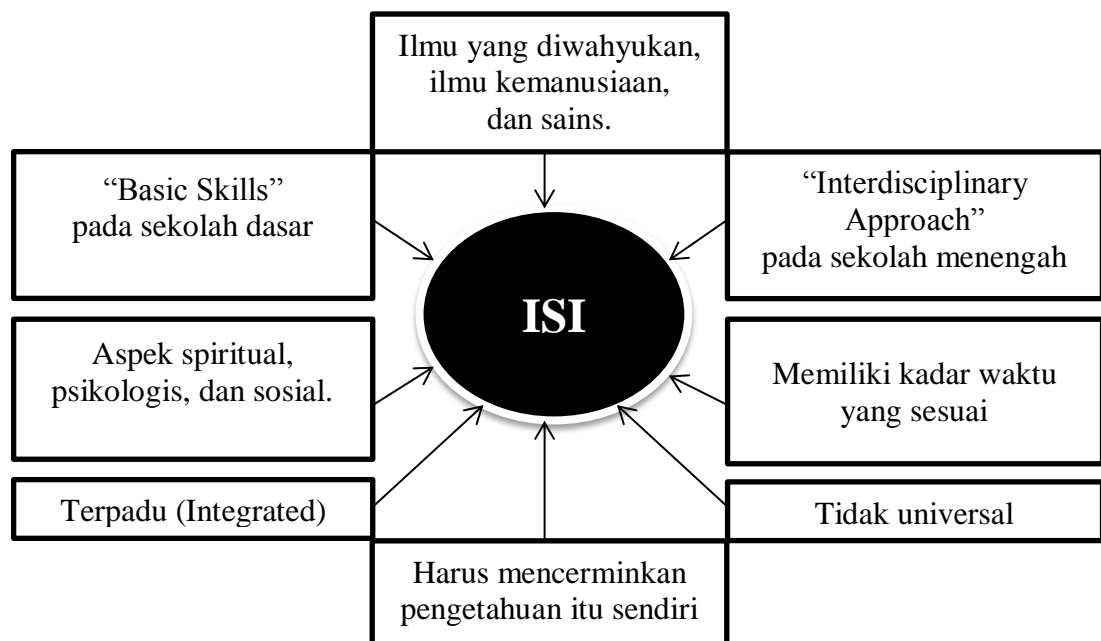 Ilmu yang diwahyukan,
ilmu kemanusiaan,
dan sains.
“Basic Skills”
pada sekolah dasar
“Interdisciplinary
Approach”
pada sekolah menengah
ISI
Aspek spiritual,
psikologis, dan sosial.
Memiliki kadar waktu
yang sesuai
Terpadu (Integrated)
Tidak universal
Harus mencerminkan
pengetahuan itu sendiri